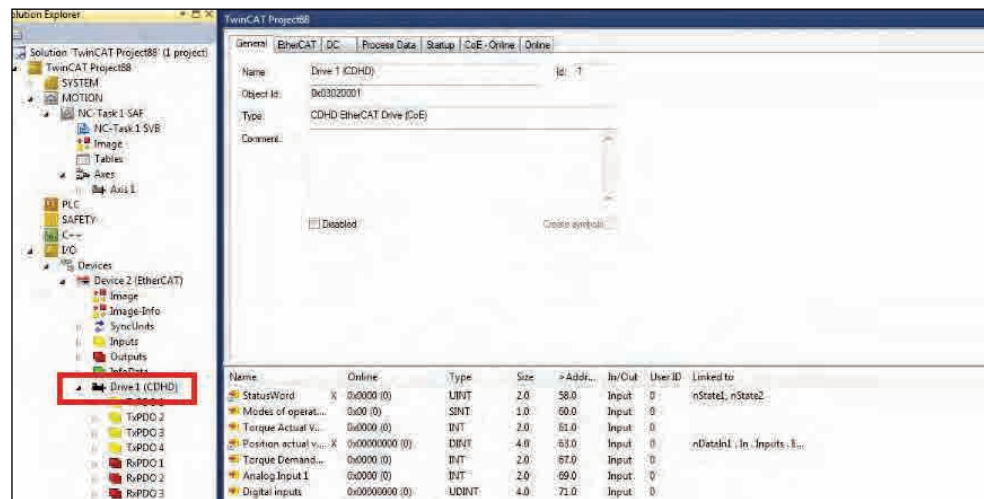 Solution Explorer
TwinCAT Project88
Solution 'TwinCAT Project88' (1 project)
TwinCAT Project88
SYSTEM
MOTION
NC-Task 1 SAF
NC-Task 1 SVB
Image
Tables
Axes
Axis 1
PLC
SAFETY
C++
I/O
Devices
Device 2 (EtherCAT)
Image
Image-Info
SyncUnits
Inputs
Outputs
InfoData
Drive 1 (CDHD)
TxPDO 2
TxPDO 3
TxPDO 4
RxPDO 1
RxPDO 2
RxPDO 3
General EtherCAT DC Process Data Startup CoE - Online Online
Name: Drive 1 (CDHD) Id: 1
Object Id: 0x03020001
Type: CDHD EtherCAT Drive (CoE)
Comment:
Disabled Create symbols
Name Online Type Size >Addr... In/Out User ID Linked to
StatusWord X 0x0000 (0) UINT 2.0 58.0 Input 0 nState1, nState2
Modes of operat... 0x00 (0) SINT 1.0 60.0 Input 0
Torque Actual V... 0x0000 (0) INT 2.0 61.0 Input 0
Position actual v... X 0x00000000 (0) DINT 4.0 63.0 Input 0 nDataIn1 . In . Inputs . E...
Torque Demand... 0x0000 (0) INT 2.0 67.0 Input 0
Analog Input 1 0x0000 (0) INT 2.0 69.0 Input 0
Digital inputs 0x00000000 (0) UDINT 4.0 71.0 Input 0